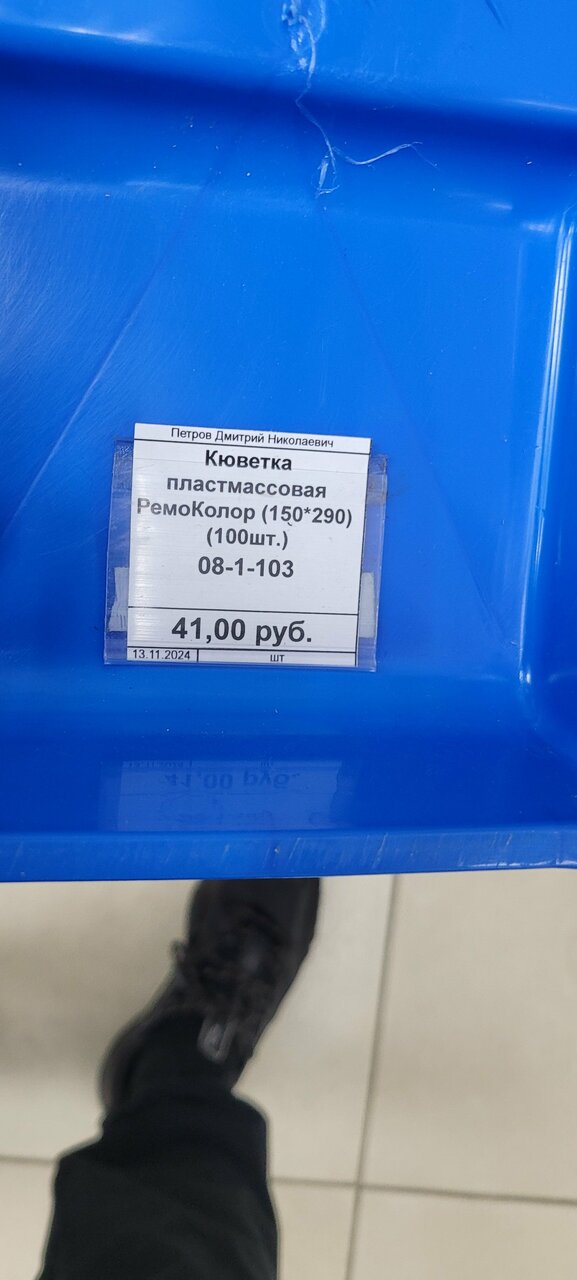 Петров Дмитрий Николаевич
Кюветка
пластмассовая
РемоКолор (150*290)
(100шт.)
08-1-103
41,00 руб.
13.11.2024 шт